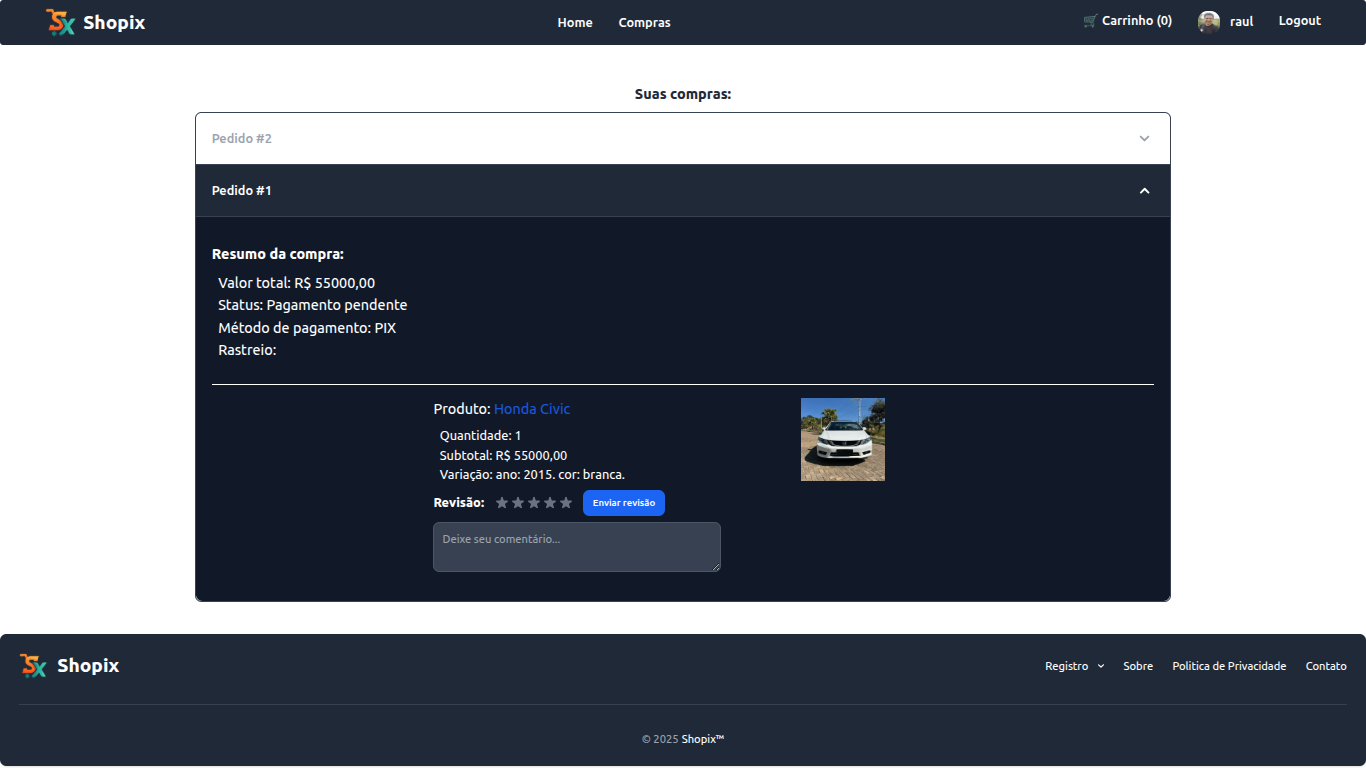 Shopix
Home Compras
Carrinho (0) raul Logout
Suas compras:
Pedido #2
Pedido #1
Resumo da compra:
Valor total: R$ 55000,00
Status: Pagamento pendente
Método de pagamento: PIX
Rastreio:
Produto: Honda Civic
Quantidade: 1
Subtotal: R$ 55000,00
Variação: ano: 2015. cor: branca.
Revisão: Enviar revisão
Deixe seu comentário...
Shopix
Registro Sobre Política de Privacidade Contato
© 2025 Shopix™